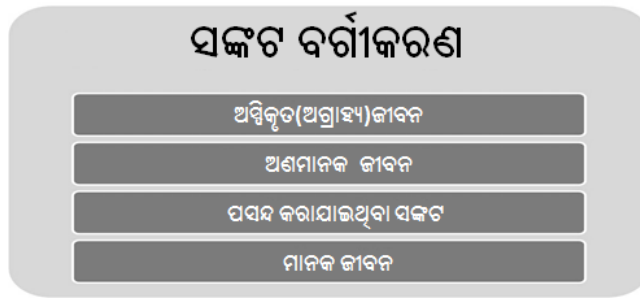 ସଙ୍କଟ ବର୍ଗୀକରଣ
ଅସ୍ବିକୃତ(ଅଗ୍ରାହ୍ୟ)ଜୀବନ
ଅଣମାନକ ଜୀବନ
ପସନ୍ଦ କରାଯାଇଥିବା ସଙ୍କଟ
ମାନକ ଜୀବନ